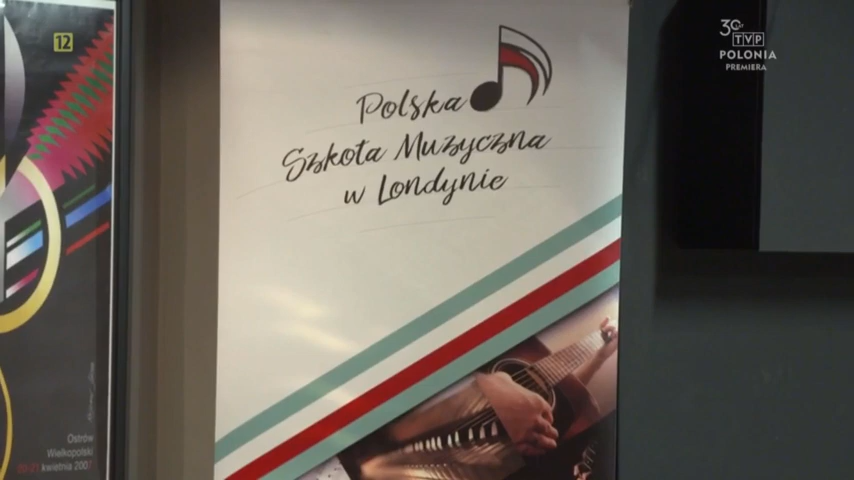 12
30
TVP
POLONIA
PREMIERA
Polska
Szkoła Muzyczna
w Londynie
Ostrów
Wielkopolski
kwietnia 2007